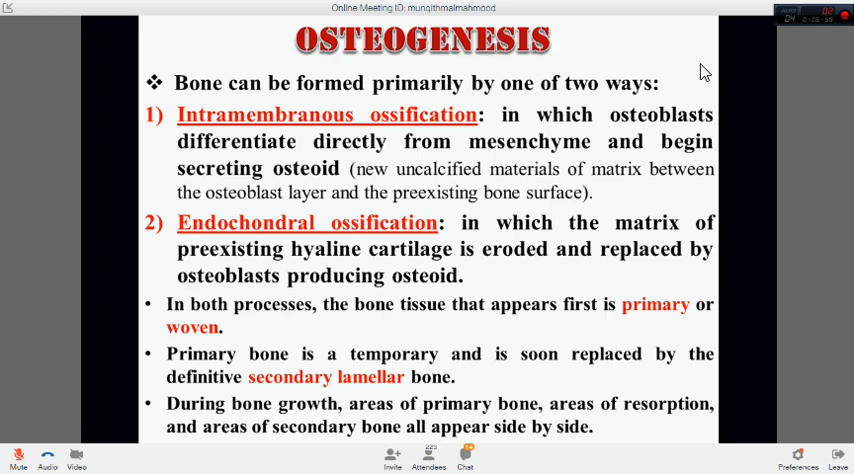 Online Meeting ID: munqithmalmahmood
OSTEOGENESIS
❖ Bone can be formed primarily by one of two ways:
1) Intramembranous ossification: in which osteoblasts
differentiate directly from mesenchyme and begin
secreting osteoid (new uncalcified materials of matrix between
the osteoblast layer and the preexisting bone surface).
2) Endochondral ossification: in which the matrix of
preexisting hyaline cartilage is eroded and replaced by
osteoblasts producing osteoid.
• In both processes, the bone tissue that appears first is primary or
woven.
• Primary bone is a temporary and is soon replaced by the
definitive secondary lamellar bone.
• During bone growth, areas of primary bone, areas of resorption,
and areas of secondary bone all appear side by side.
223
Mute Audio Video Invite Attendees Chat Preferences Leave